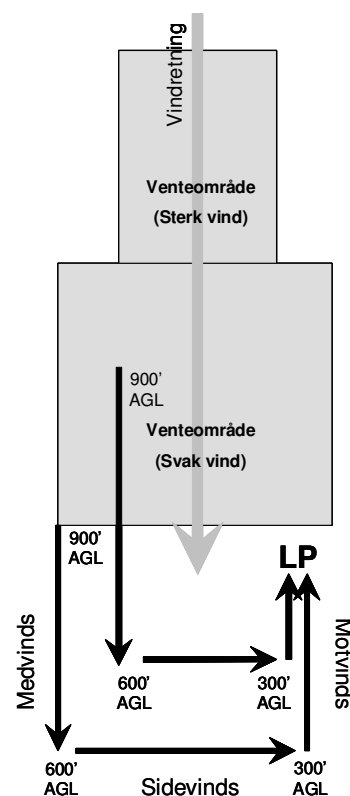 Vindretning
Venteområde
(Sterk vind)
900'
AGL
Venteområde
(Svak vind)
900'
AGL
LP
Medvinds
Motvinds
600'
AGL
300'
AGL
600'
AGL
Sidevinds
300'
AGL